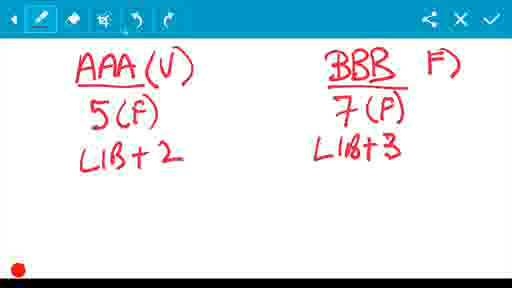 AAA (V) BBB F)
5 (F) 7 (F)
LIB + 2 LIB + 3